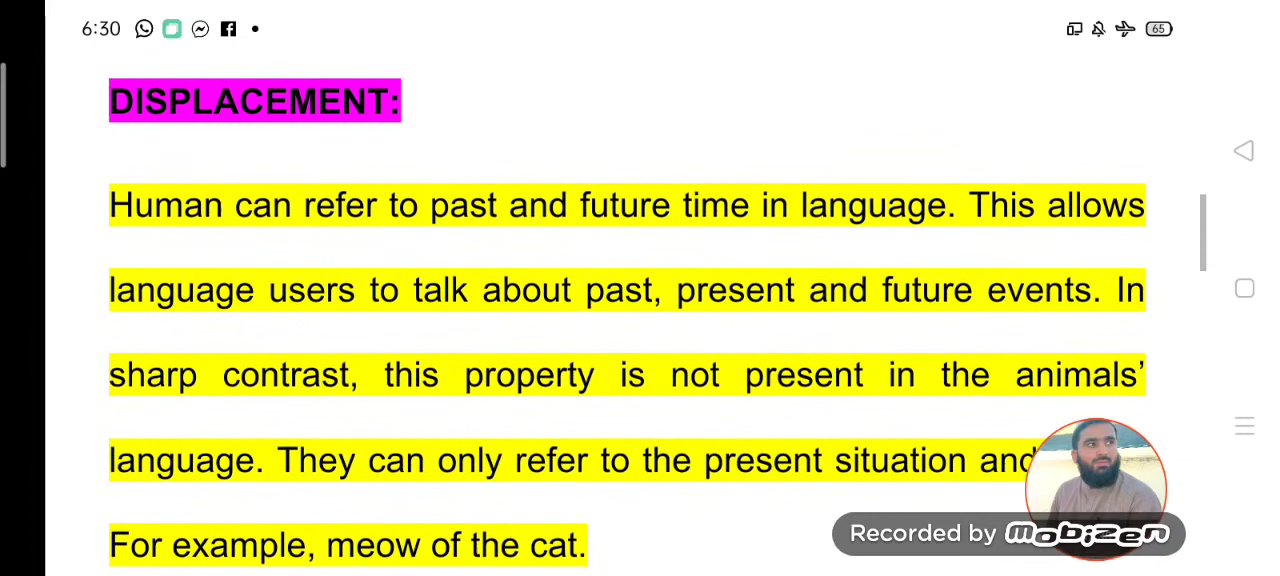 6:30
65
DISPLACEMENT:
Human can refer to past and future time in language. This allows
language users to talk about past, present and future events. In
sharp contrast, this property is not present in the animals’
language. They can only refer to the present situation and
For example, meow of the cat.
Recorded by mobizen